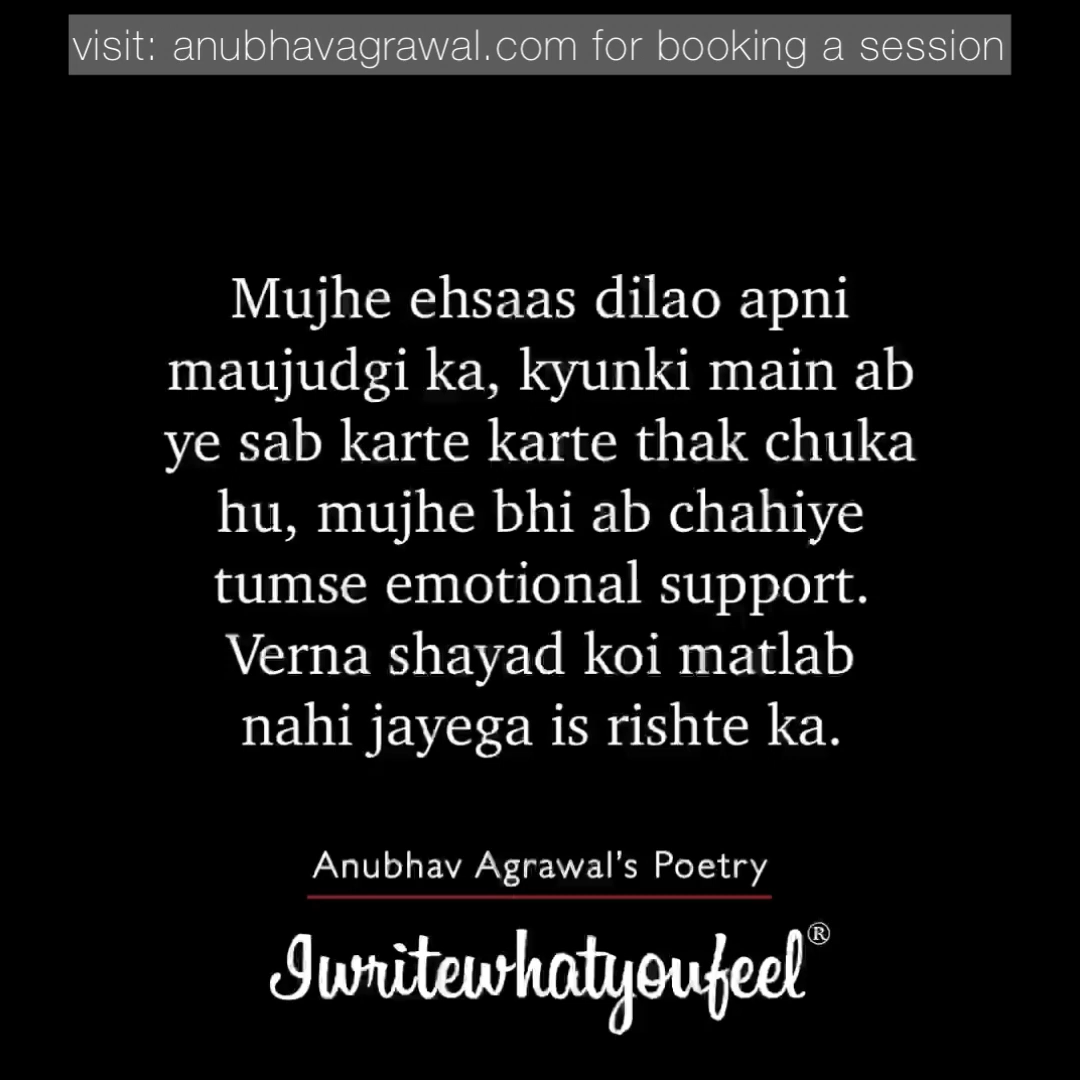 visit: anubhavagrawal.com for booking a session
Mujhe ehsaas dilao apni
maujudgi ka, kyunki main ab
ye sab karte karte thak chuka
hu, mujhe bhi ab chahiye
tumse emotional support.
Verna shayad koi matlab
nahi jayega is rishte ka.
Anubhav Agrawal's Poetry
Iwritewhatyoufeel®